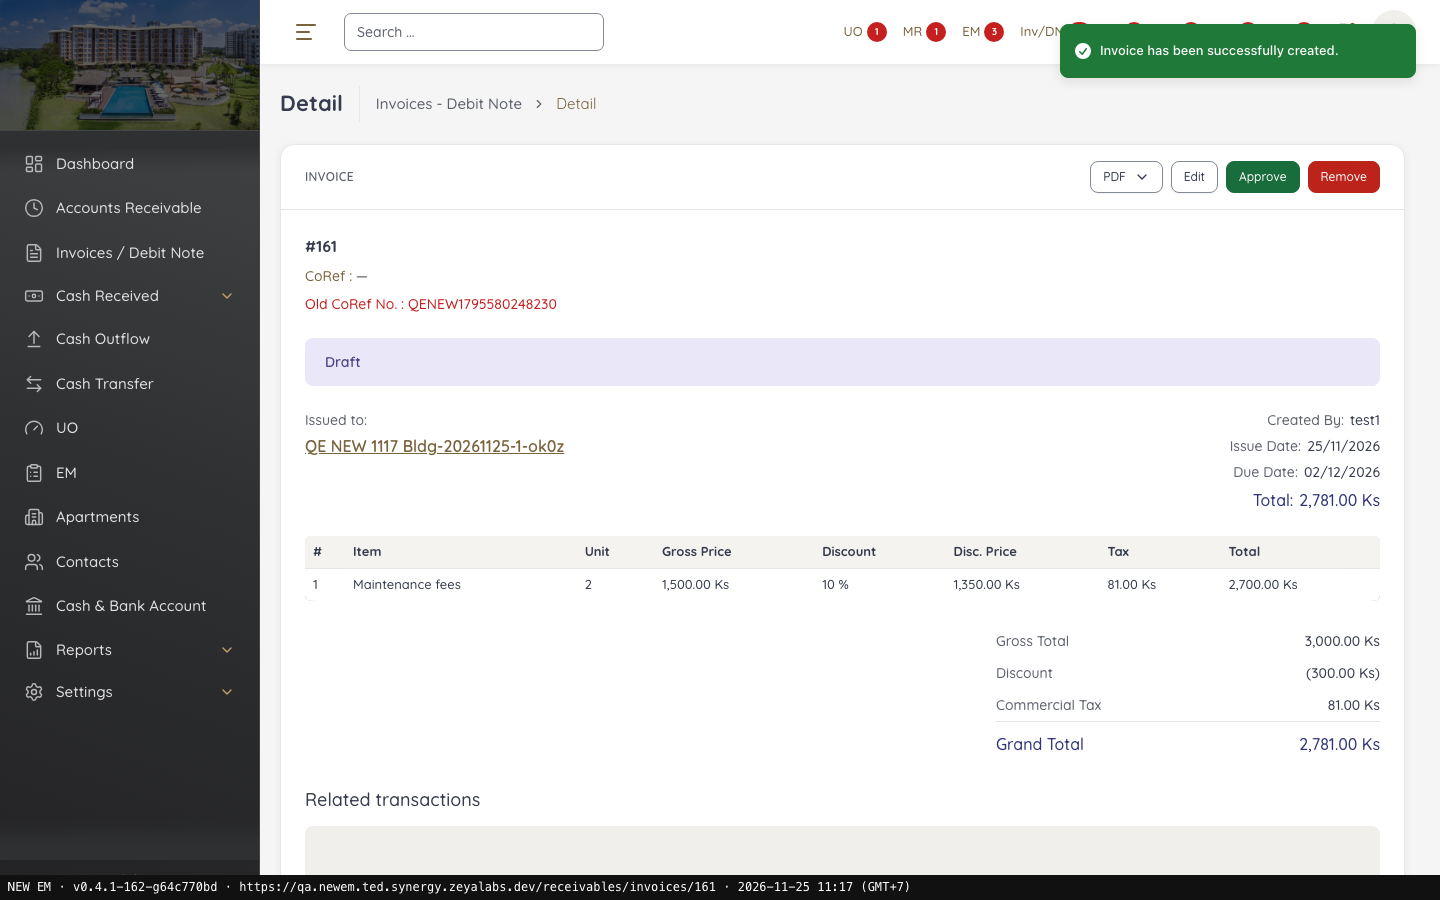 Search ...
UO 1 MR 1 EM 3 Inv/DN
Invoice has been successfully created.
Detail
Invoices - Debit Note > Detail
Dashboard
Accounts Receivable
Invoices / Debit Note
Cash Received
Cash Outflow
Cash Transfer
UO
EM
Apartments
Contacts
Cash & Bank Account
Reports
Settings
INVOICE
PDF
Edit
Approve
Remove
#161
CoRef : —
Old CoRef No. : QENEW1795580248230
Draft
Issued to:
QE NEW 1117 Bldg-20261125-1-ok0z
Created By: test1
Issue Date: 25/11/2026
Due Date: 02/12/2026
Total: 2,781.00 Ks
# Item Unit Gross Price Discount Disc. Price Tax Total
1 Maintenance fees 2 1,500.00 Ks 10 % 1,350.00 Ks 81.00 Ks 2,700.00 Ks
Gross Total 3,000.00 Ks
Discount (300.00 Ks)
Commercial Tax 81.00 Ks
Grand Total 2,781.00 Ks
Related transactions
NEW EM · v0.4.1-162-g64c770bd · https://qa.newem.ted.synergy.zeyalabs.dev/receivables/invoices/161 · 2026-11-25 11:17 (GMT+7)